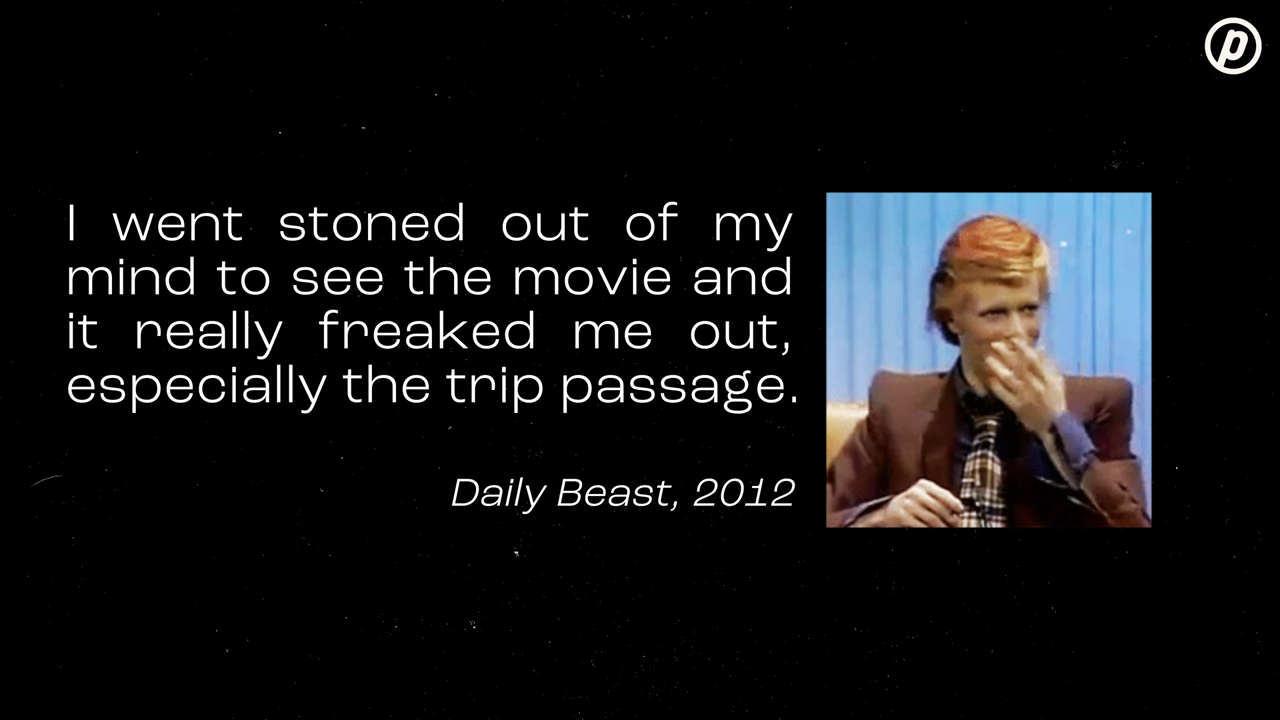 I went stoned out of my
mind to see the movie and
it really freaked me out,
especially the trip passage.
Daily Beast, 2012
p